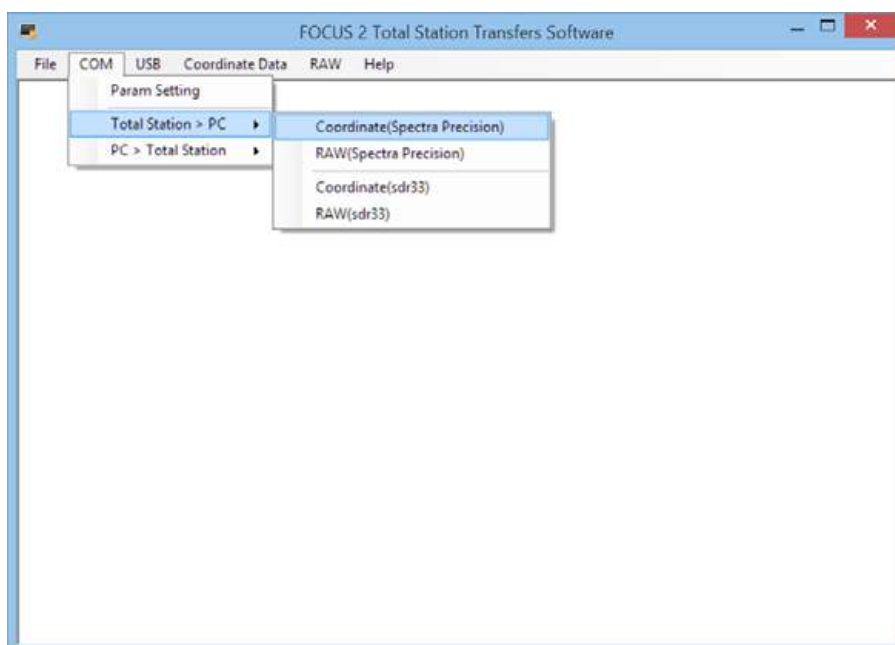 FOCUS 2 Total Station Transfers Software
File COM USB Coordinate Data RAW Help
Param Setting
Total Station > PC
PC > Total Station
Coordinate(Spectra Precision)
RAW(Spectra Precision)
Coordinate(sdr33)
RAW(sdr33)